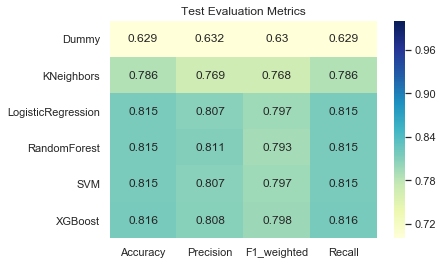 Test Evaluation Metrics
Dummy 0.629 0.632 0.63 0.629
KNeighbors 0.786 0.769 0.768 0.786
LogisticRegression 0.815 0.807 0.797 0.815
RandomForest 0.815 0.811 0.793 0.815
SVM 0.815 0.807 0.797 0.815
XGBoost 0.816 0.808 0.798 0.816
Accuracy Precision F1_weighted Recall
0.96
0.90
0.84
0.78
0.72